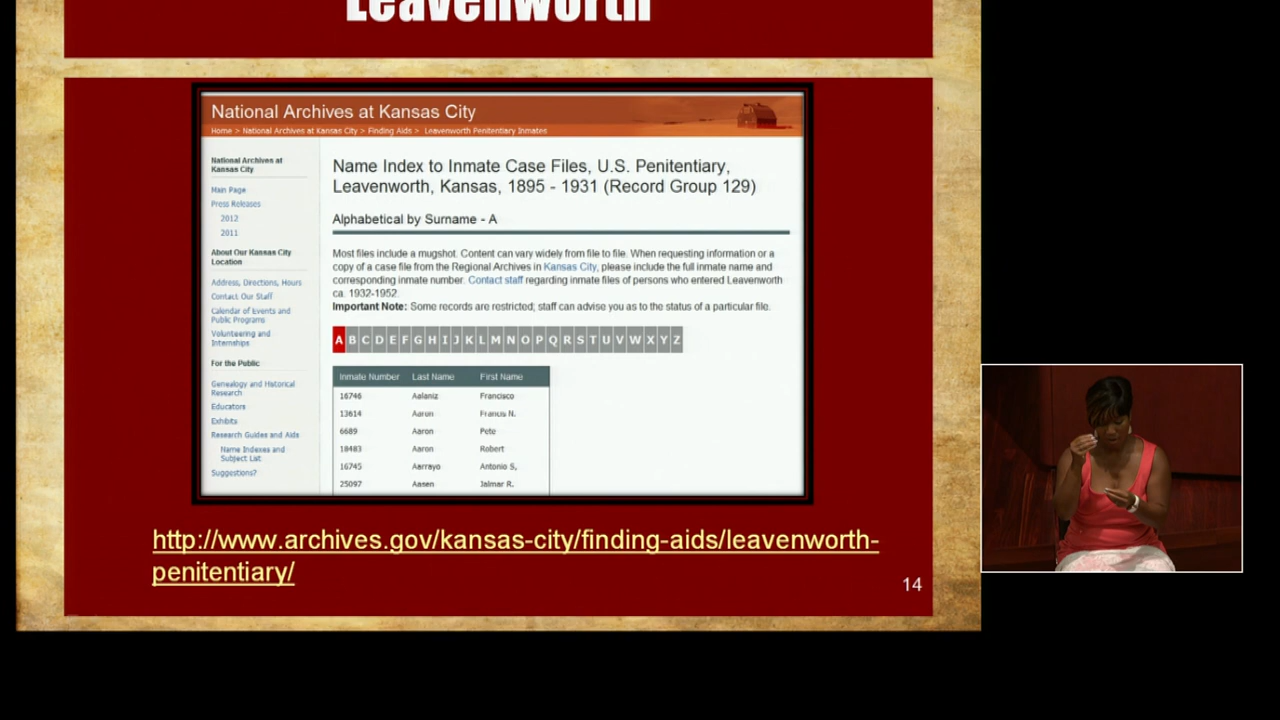 Leavenworth
National Archives at Kansas City
Home > National Archives at Kansas City > Finding Aids > Leavenworth Penitentiary Inmates
National Archives at
Kansas City
Main Page
Press Releases
2012
2011
About Our Kansas City
Location
Address, Directions, Hours
Contact Our Staff
Calendar of Events and
Public Programs
Volunteering and
Internships
For the Public
Genealogy and Historical
Research
Educators
Exhibits
Research Guides and Aids
Name Indexes and
Subject List
Suggestions?
Name Index to Inmate Case Files, U.S. Penitentiary,
Leavenworth, Kansas, 1895 - 1931 (Record Group 129)
Alphabetical by Surname - A
Most files include a mugshot. Content can vary widely from file to file. When requesting information or a
copy of a case file from the Regional Archives in Kansas City, please include the full inmate name and
corresponding inmate number. Contact staff regarding inmate files of persons who entered Leavenworth
ca. 1932-1952.
Important Note: Some records are restricted; staff can advise you as to the status of a particular file.
A B C D E F G H I J K L M N O P Q R S T U V W X Y Z
Inmate Number Last Name First Name
16746 Aalaniz Francisco
13614 Aaron Francis N.
6689 Aaron Pete
18483 Aaron Robert
16745 Aarrayo Antonio S,
25097 Aasen Jalmar R.
http://www.archives.gov/kansas-city/finding-aids/leavenworth-
penitentiary/
14